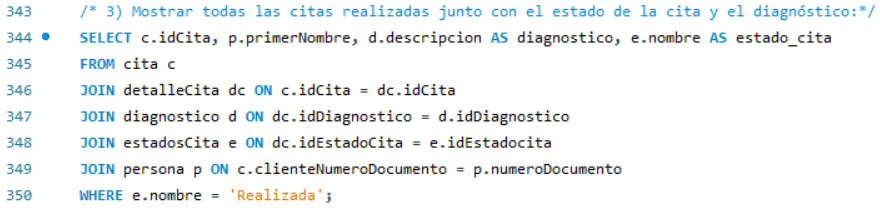 343 /* 3) Mostrar todas las citas realizadas junto con el estado de la cita y el diagnóstico:*/
344 SELECT c.idCita, p.primerNombre, d.descripcion AS diagnostico, e.nombre AS estado_cita
345 FROM cita c
346 JOIN detalleCita dc ON c.idCita = dc.idCita
347 JOIN diagnostico d ON dc.idDiagnostico = d.idDiagnostico
348 JOIN estadosCita e ON dc.idEstadoCita = e.idEstadocita
349 JOIN persona p ON c.clienteNumeroDocumento = p.numeroDocumento
350 WHERE e.nombre = 'Realizada';